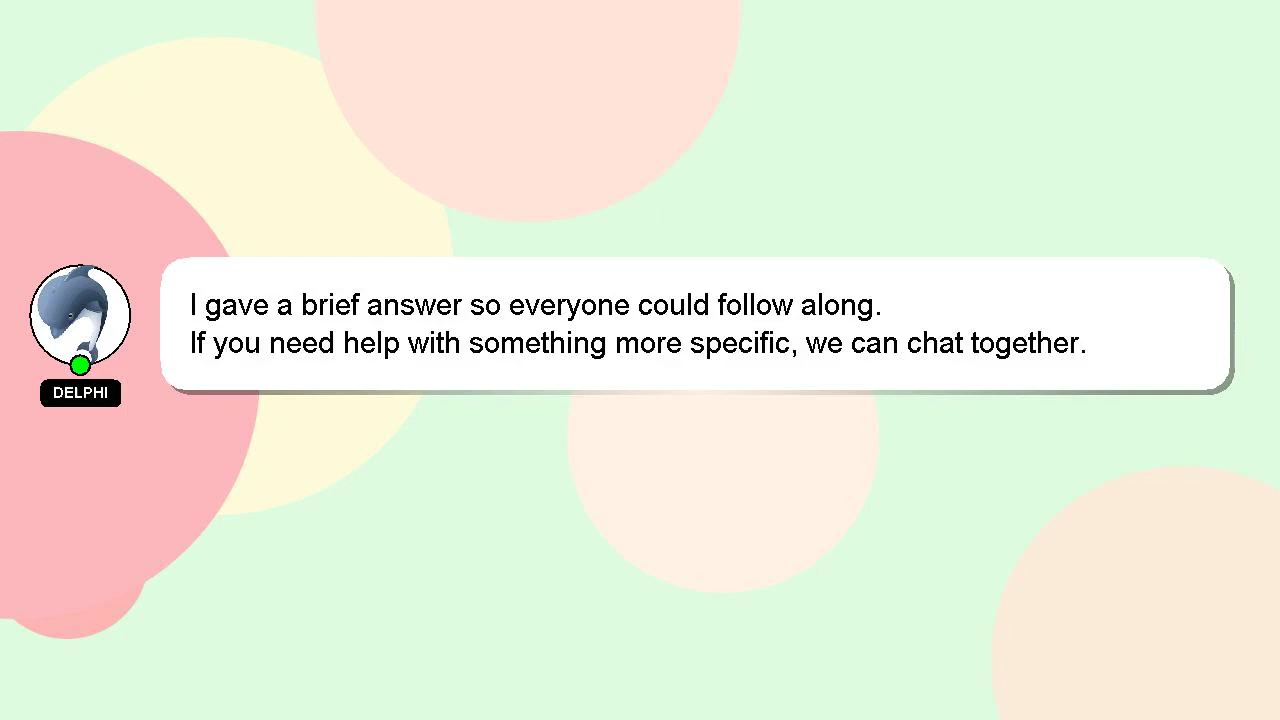 I gave a brief answer so everyone could follow along.
If you need help with something more specific, we can chat together.
DELPHI